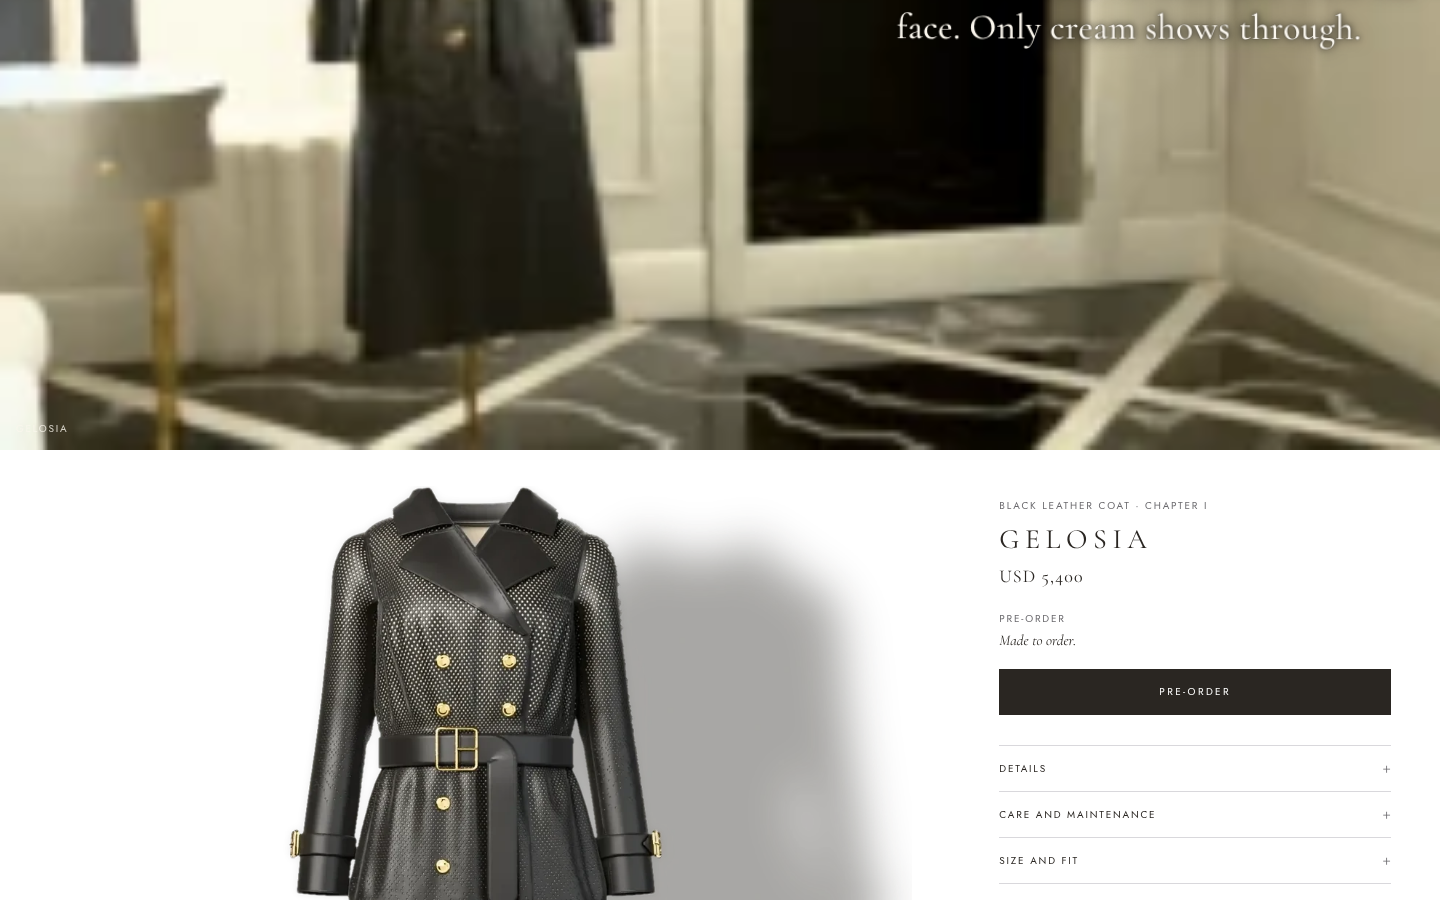 face. Only cream shows through.
BLACK LEATHER COAT · CHAPTER I
GELOSIA
USD 5,400
PRE-ORDER
Made to order.
PRE-ORDER
DETAILS +
CARE AND MAINTENANCE +
SIZE AND FIT +